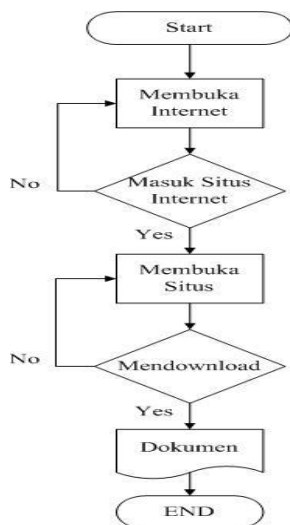 Start
Membuka
Internet
Masuk Situs
Internet
No
Yes
Membuka
Situs
Mendownload
No
Yes
Dokumen
END